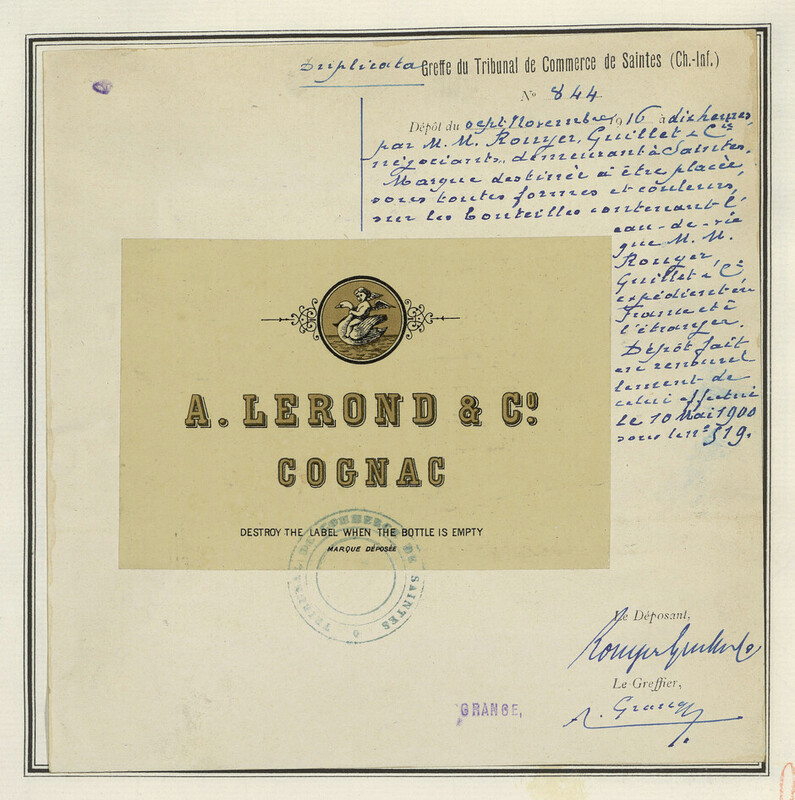 Duplicata Greffe du Tribunal de Commerce de Saintes (Ch.-Inf.)
N° 844
Dépôt du sept Novembre 1916 à dix heures,
par M. M. Rouyer, Guillet & Cie
négociants, demeurant à Saintes.
Marque destinée à être placée,
sous toutes formes et couleurs,
sur les bouteilles contenant l'
eau-de-vie
que M. M.
Rouyer,
Guillet & Cie
expédient en
France et à
l'étranger.
Dépôt fait
en renouvel
lement de
celui effectué
le 10 Mai 1900
sous le n° 519.
A. LEROND & Cº
COGNAC
DESTROY THE LABEL WHEN THE BOTTLE IS EMPTY
MARQUE DÉPOSÉE
TRIBUNAL DE COMMERCE DE SAINTES
Le Déposant,
Rouyer Guillet & Co
Le Greffier,
GRANGE,
A. Grange